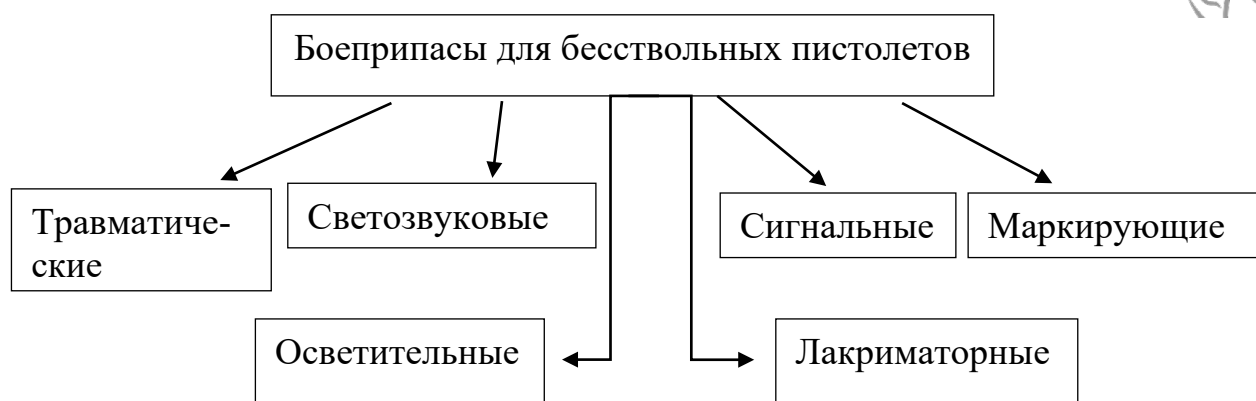 Боеприпасы для бесствольных пистолетов
Травматиче-
ские
Светозвуковые
Сигнальные
Маркирующие
Осветительные
Лакриматорные